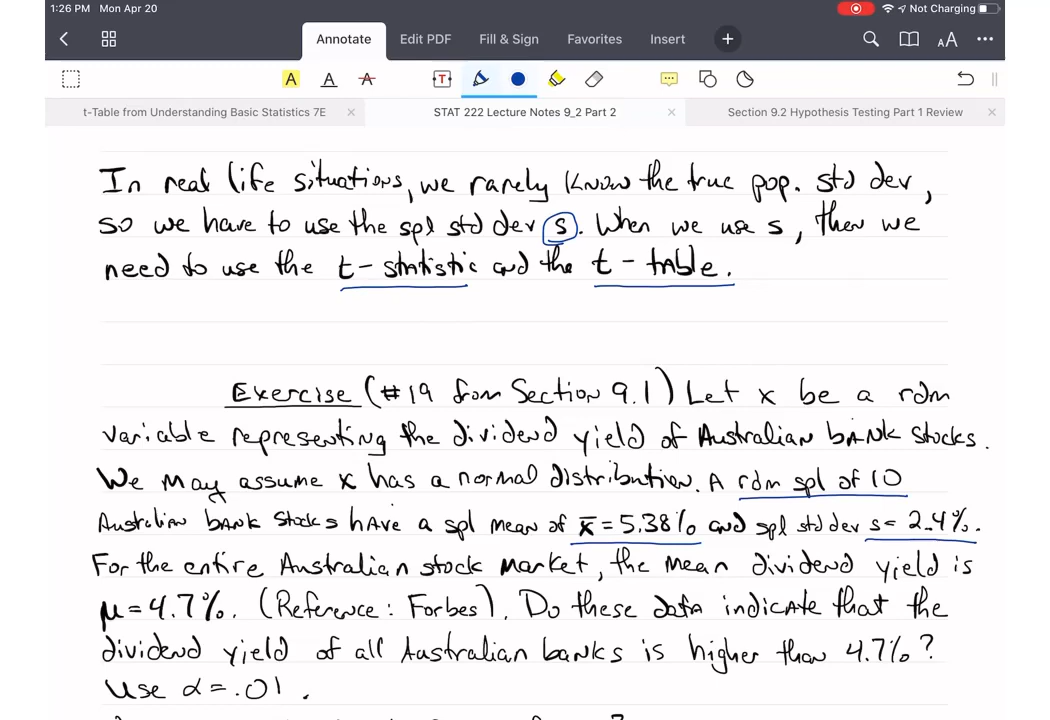 1:26 PM Mon Apr 20
Not Charging
Annotate Edit PDF Fill & Sign Favorites Insert +
AA
A A A T
t-Table from Understanding Basic Statistics 7E × STAT 222 Lecture Notes 9_2 Part 2 × Section 9.2 Hypothesis Testing Part 1 Review ×
In real life situations, we rarely know the true pop. std dev,
so we have to use the spl std dev s. When we use s, then we
need to use the t-statistic and the t-table.
Exercise (#19 from Section 9.1) Let x be a rdm
variable representing the dividend yield of Australian bank stocks.
We may assume x has a normal distribution. A rdm spl of 10
Australian bank stocks have a spl mean of x̄ = 5.38% and spl std dev s = 2.4%.
For the entire Australian stock market, the mean dividend yield is
μ = 4.7%. (Reference: Forbes). Do these data indicate that the
dividend yield of all Australian banks is higher than 4.7%?
Use α = .01.